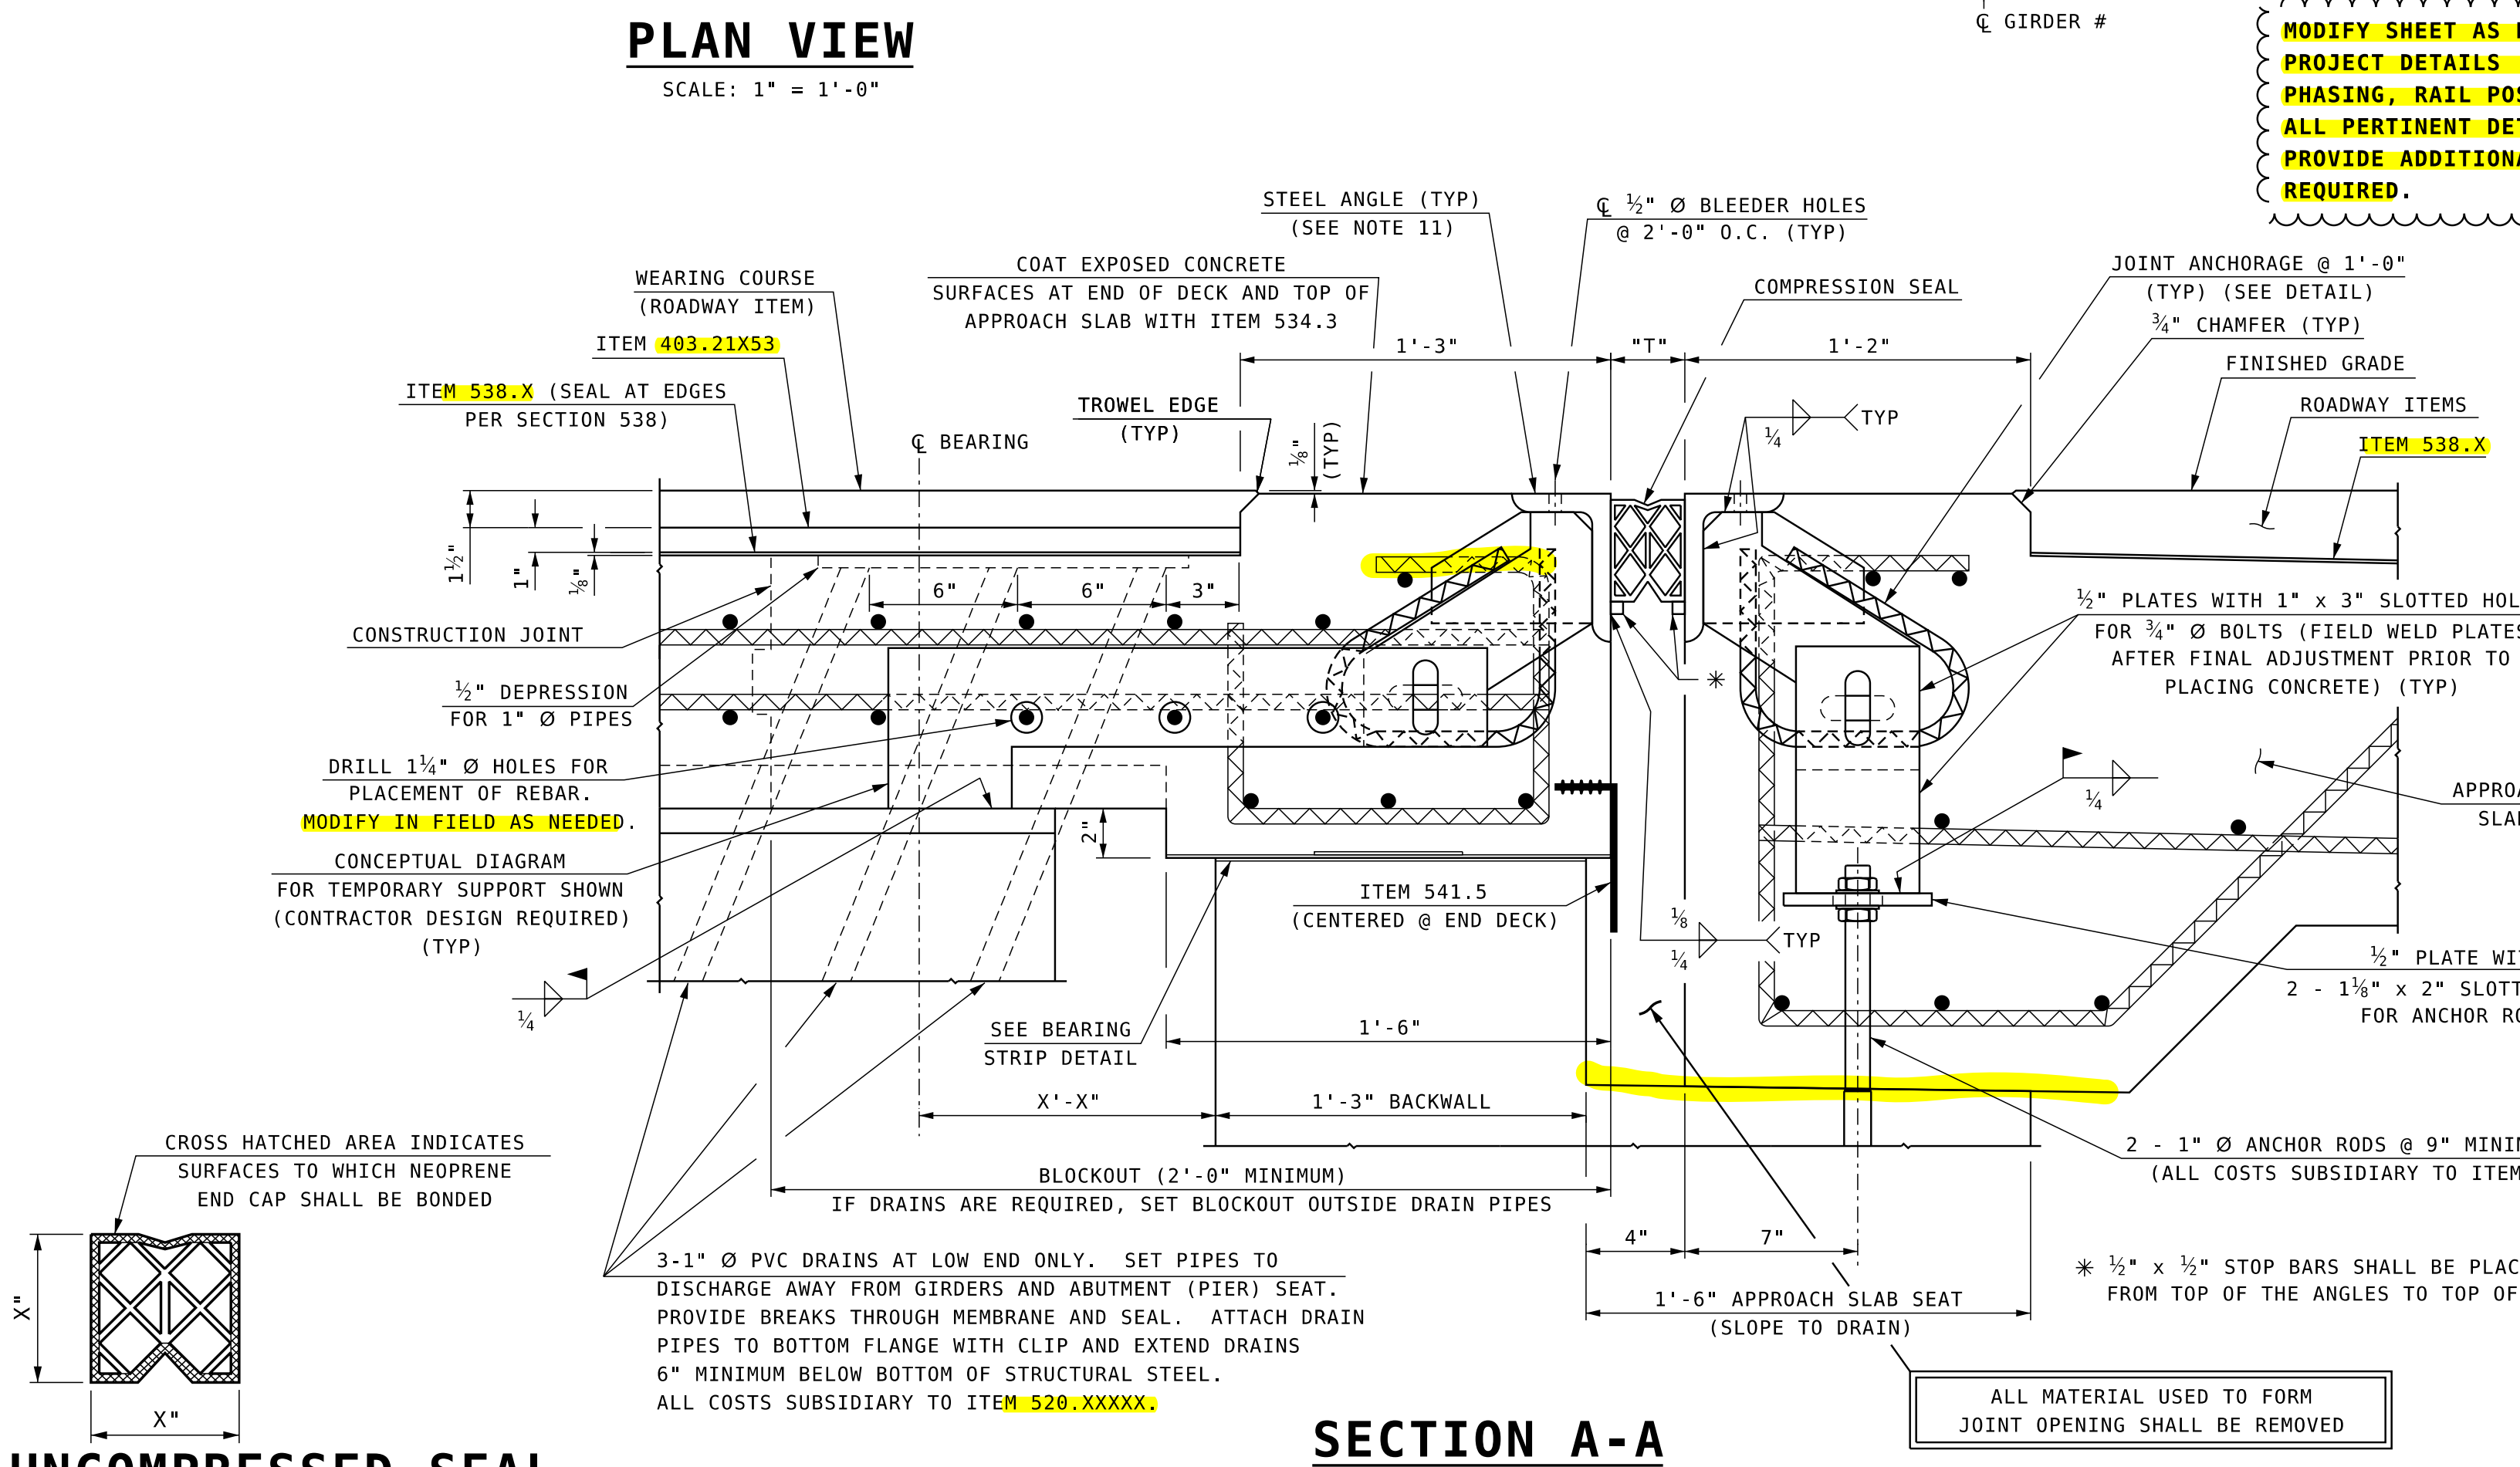 PLAN VIEW
SCALE: 1" = 1'-0"
℄ GIRDER #
MODIFY SHEET AS
PROJECT DETAILS
PHASING, RAIL
ALL PERTINENT
PROVIDE
REQUIRED.
STEEL ANGLE (TYP)
(SEE NOTE 11)
℄ ½" Ø BLEEDER HOLES
@ 2'-0" O.C. (TYP)
COAT EXPOSED CONCRETE
SURFACES AT END OF DECK AND TOP OF
APPROACH SLAB WITH ITEM 534.3
WEARING COURSE
(ROADWAY ITEM)
ITEM 403.21X53
ITEM 538.X (SEAL AT EDGES
PER SECTION 538)
COMPRESSION SEAL
JOINT ANCHORAGE @ 1'-0"
(TYP) (SEE DETAIL)
¾" CHAMFER (TYP)
FINISHED GRADE
ROADWAY ITEMS
ITEM 538.X
1'-3"
"T"
1'-2"
TROWEL EDGE
(TYP)
℄ BEARING
⅛"
(TYP)
¼
TYP
1½"
1"
⅛"
6"
6"
3"
CONSTRUCTION JOINT
½" DEPRESSION
FOR 1" Ø PIPES
DRILL 1¼" Ø HOLES FOR
PLACEMENT OF REBAR.
MODIFY IN FIELD AS NEEDED.
CONCEPTUAL DIAGRAM
FOR TEMPORARY SUPPORT SHOWN
(CONTRACTOR DESIGN REQUIRED)
(TYP)
¼
½" PLATES WITH 1" x 3" SLOTTED
FOR ¾" Ø BOLTS (FIELD WELD PLATES
AFTER FINAL ADJUSTMENT PRIOR TO
PLACING CONCRETE) (TYP)
✳
2"
ITEM 541.5
(CENTERED @ END DECK)
⅛
¼
TYP
¼
½" PLATE
2 - 1⅛" x 2"
FOR ANCHOR
SEE BEARING
STRIP DETAIL
1'-6"
X'-X"
1'-3" BACKWALL
BLOCKOUT (2'-0" MINIMUM)
IF DRAINS ARE REQUIRED, SET BLOCKOUT OUTSIDE DRAIN PIPES
2 - 1" Ø ANCHOR RODS @ 9"
(ALL COSTS SUBSIDIARY TO ITEM
CROSS HATCHED AREA INDICATES
SURFACES TO WHICH NEOPRENE
END CAP SHALL BE BONDED
X"
X"
3-1" Ø PVC DRAINS AT LOW END ONLY. SET PIPES TO
DISCHARGE AWAY FROM GIRDERS AND ABUTMENT (PIER) SEAT.
PROVIDE BREAKS THROUGH MEMBRANE AND SEAL. ATTACH DRAIN
PIPES TO BOTTOM FLANGE WITH CLIP AND EXTEND DRAINS
6" MINIMUM BELOW BOTTOM OF STRUCTURAL STEEL.
ALL COSTS SUBSIDIARY TO ITEM 520.XXXXX.
4"
7"
1'-6" APPROACH SLAB SEAT
(SLOPE TO DRAIN)
✳ ½" x ½" STOP BARS SHALL BE
FROM TOP OF THE ANGLES TO TOP OF
ALL MATERIAL USED TO FORM
JOINT OPENING SHALL BE REMOVED
UNCOMPRESSED SEAL
SECTION A-A